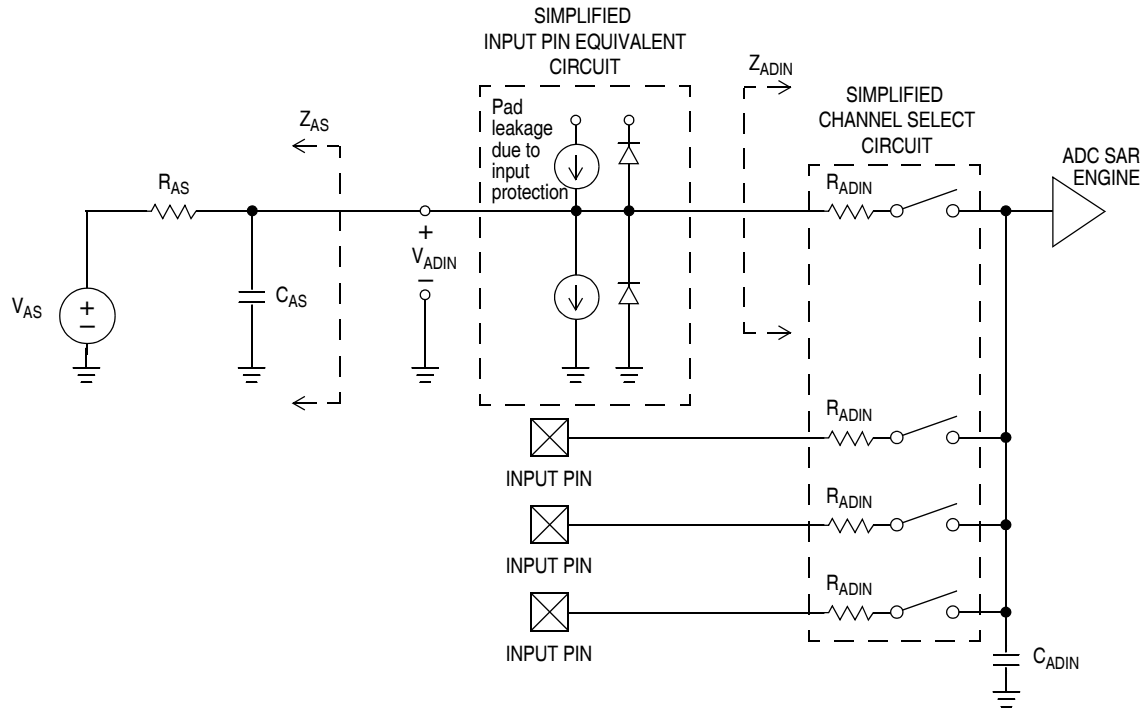 SIMPLIFIED
INPUT PIN EQUIVALENT
CIRCUIT
Pad
leakage
due to
input
protection
Z_AS
R_AS
Z_ADIN
SIMPLIFIED
CHANNEL SELECT
CIRCUIT
R_ADIN
ADC SAR
ENGINE
+
V_ADIN
–
V_AS
+
–
C_AS
R_ADIN
INPUT PIN
R_ADIN
INPUT PIN
R_ADIN
INPUT PIN
C_ADIN